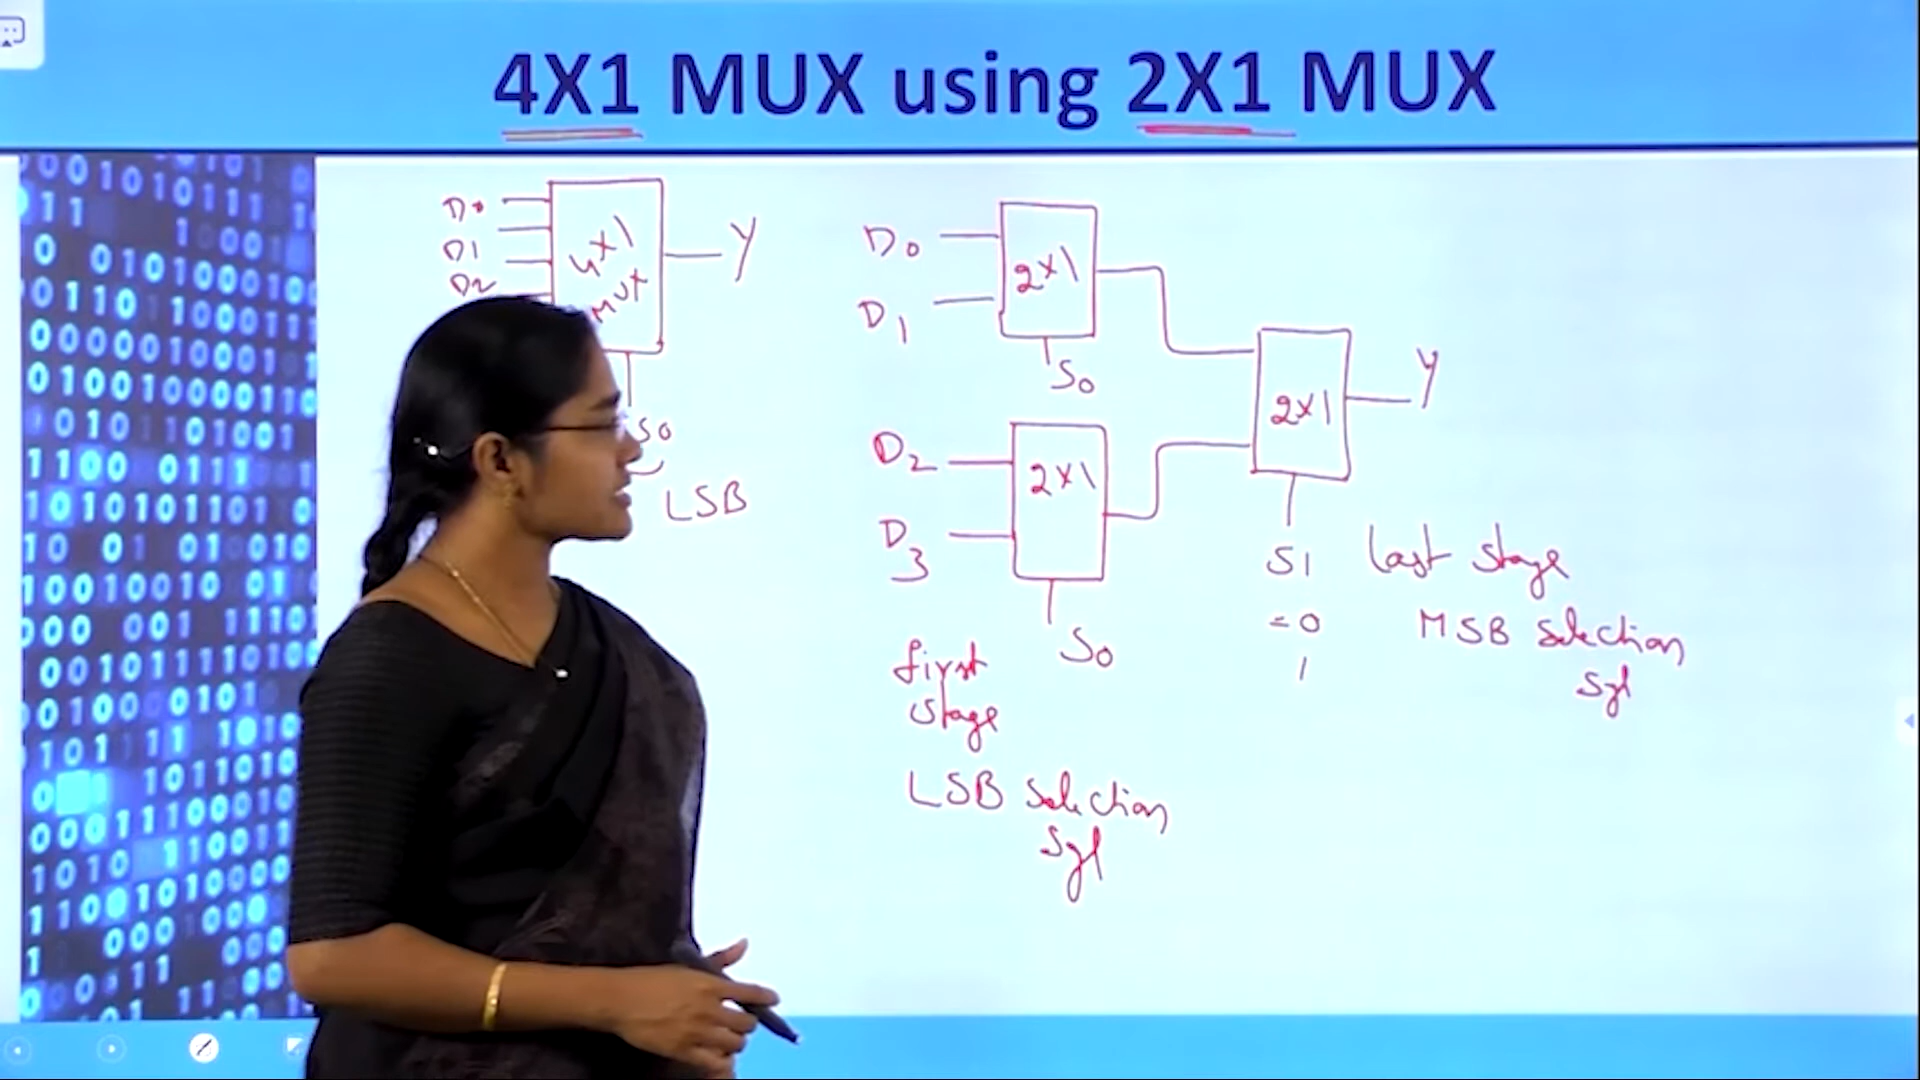 4X1 MUX using 2X1 MUX
D0
D1
D2
4x1
MUX
Y
S0
LSB
D0
D1
2x1
S0
D2
D3
2x1
S0
2x1
Y
S1
= 0
1
last stage
MSB selection
sgl
first
stage
LSB selection
sgl